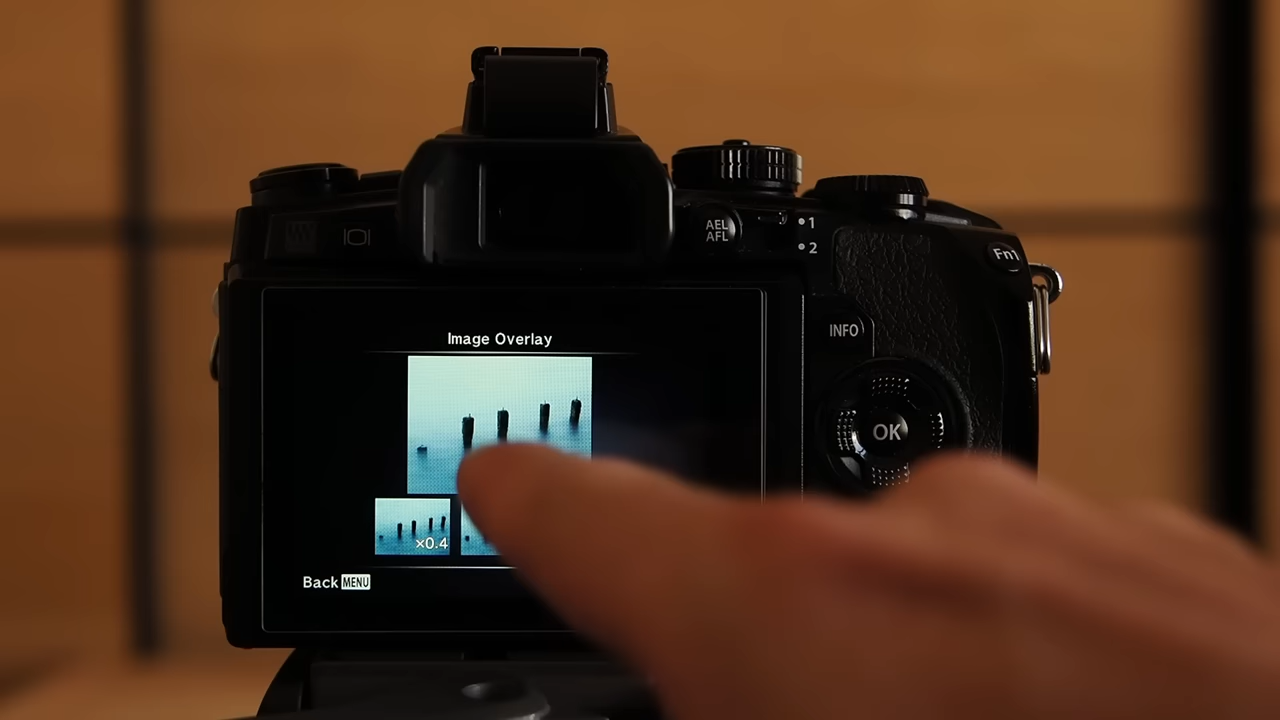 AEL
AFL
1
2
Fn1
INFO
Image Overlay
OK
×0.4
Back MENU